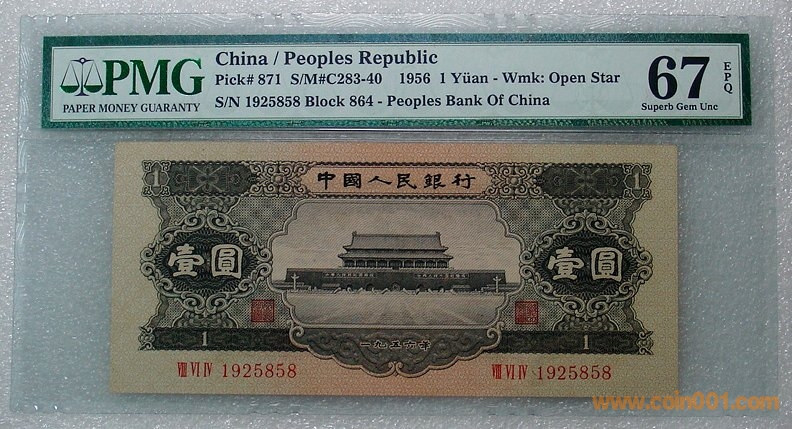 PMG
PAPER MONEY GUARANTY
China / Peoples Republic
Pick# 871 S/M#C283-40 1956 1 Yüan - Wmk: Open Star
S/N 1925858 Block 864 - Peoples Bank Of China
67
EPQ
Superb Gem Unc
1
中國人民銀行
1
壹圓
壹圓
1
一九五六年
1
Ⅷ Ⅵ Ⅳ 1925858
Ⅷ Ⅵ Ⅳ 1925858
www.coin001.com